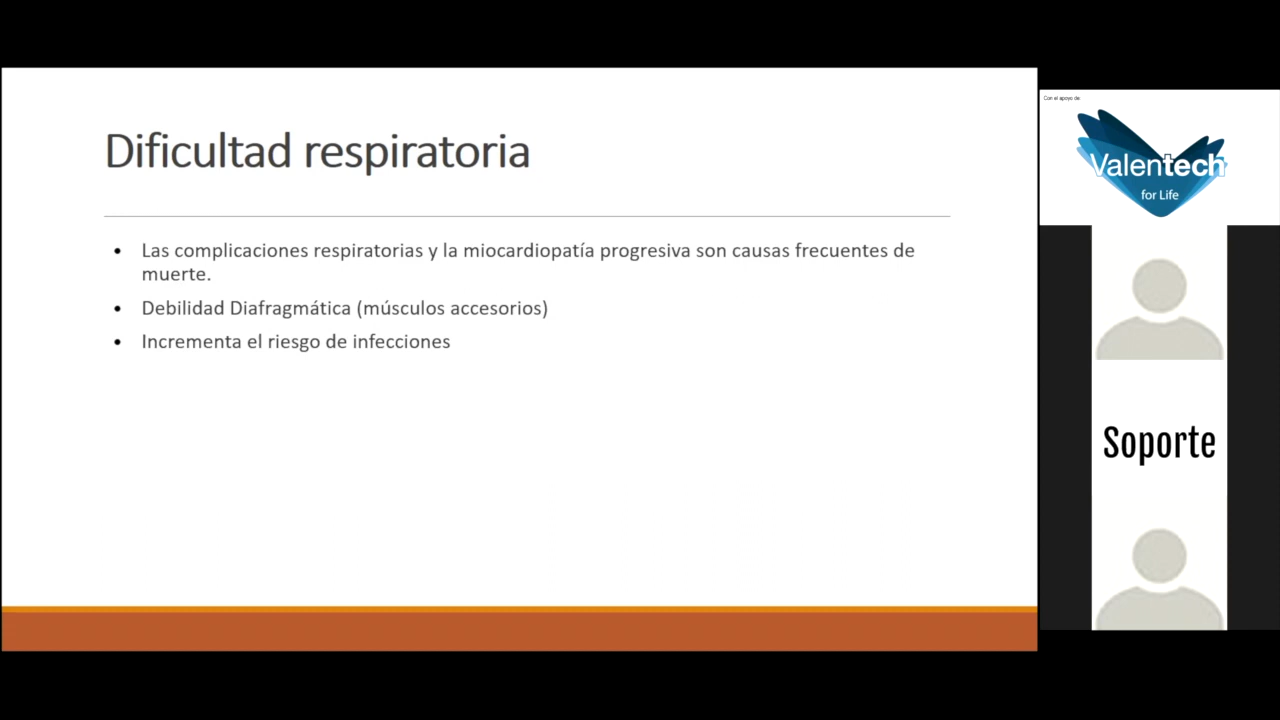 Dificultad respiratoria
• Las complicaciones respiratorias y la miocardiopatía progresiva son causas frecuentes de
muerte.
• Debilidad Diafragmática (músculos accesorios)
• Incrementa el riesgo de infecciones
Con el apoyo de:
Valentech
for Life
Soporte